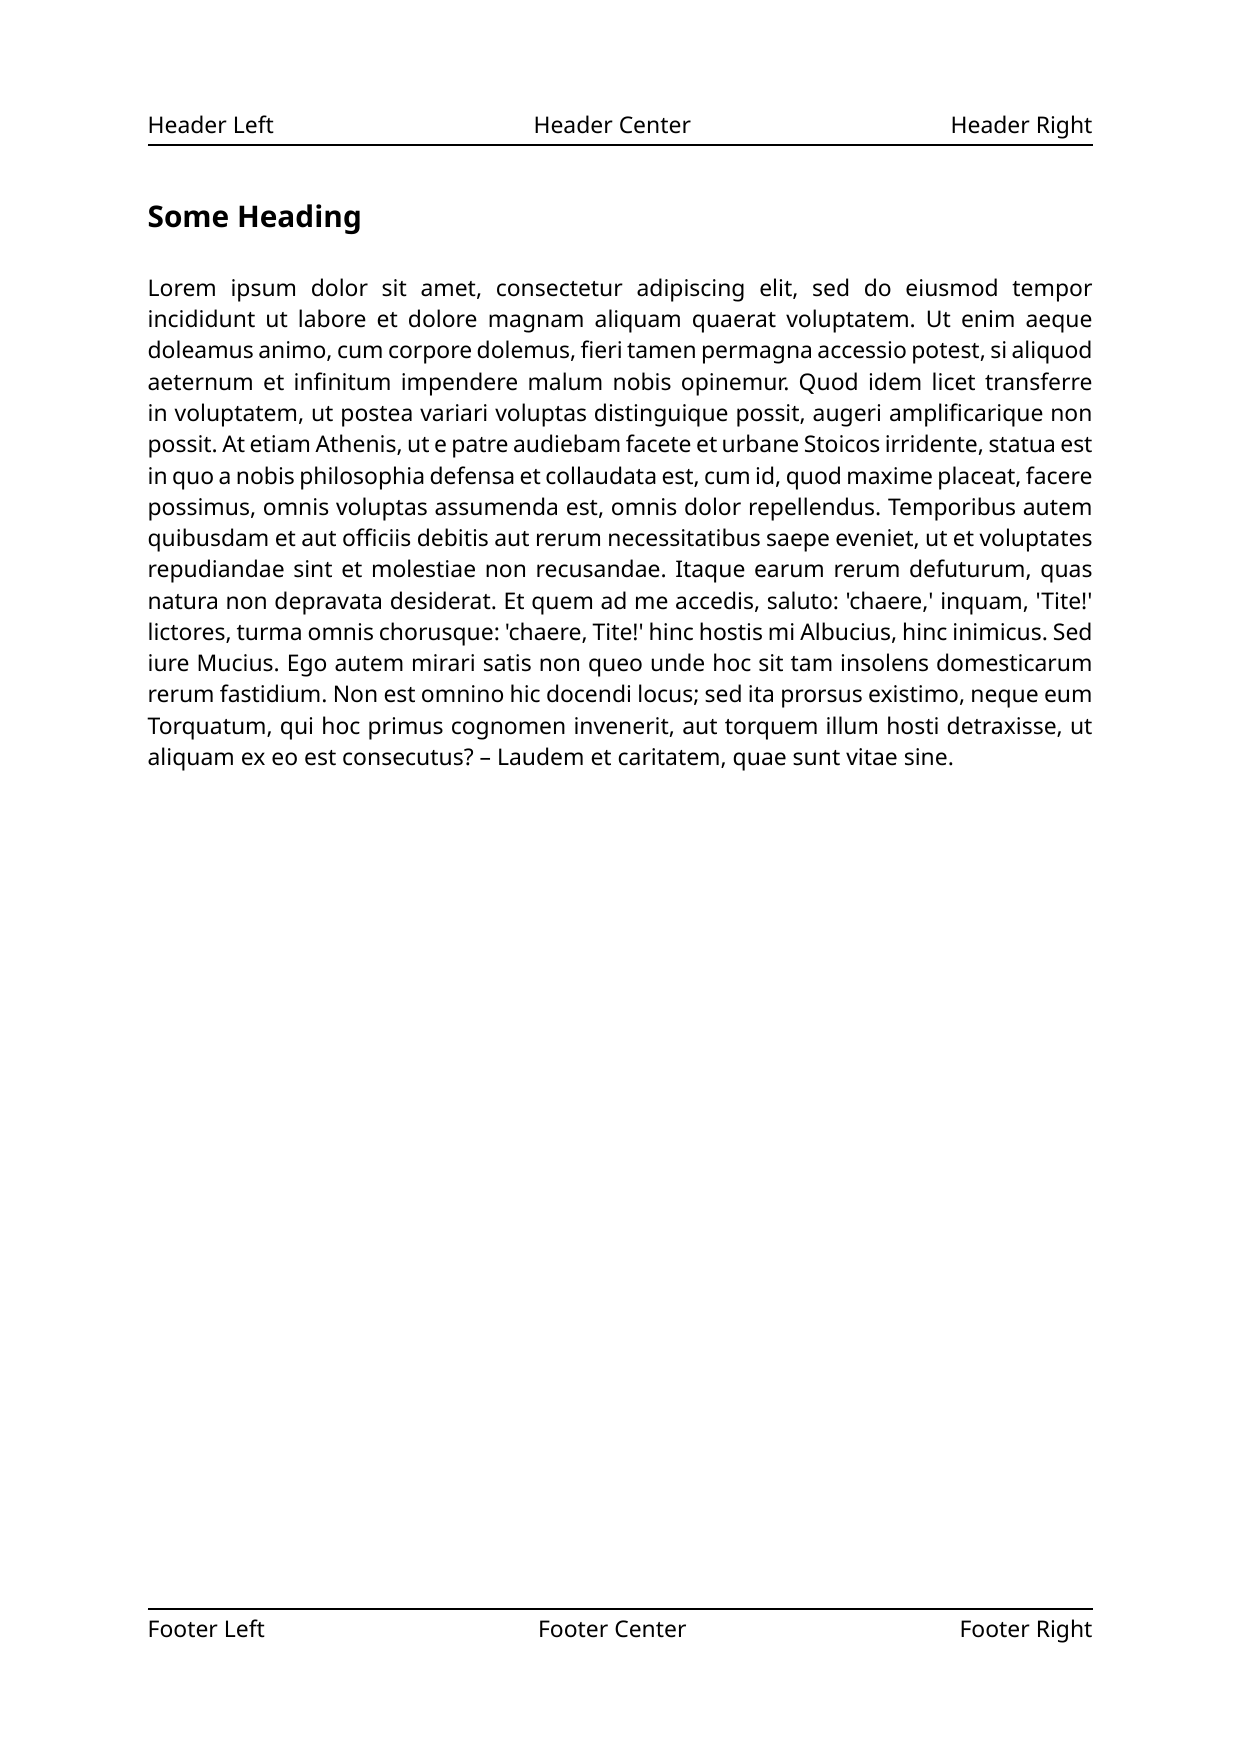 Header Left Header Center Header Right
Some Heading
Lorem ipsum dolor sit amet, consectetur adipiscing elit, sed do eiusmod tempor
incididunt ut labore et dolore magnam aliquam quaerat voluptatem. Ut enim aeque
doleamus animo, cum corpore dolemus, fieri tamen permagna accessio potest, si aliquod
aeternum et infinitum impendere malum nobis opinemur. Quod idem licet transferre
in voluptatem, ut postea variari voluptas distinguique possit, augeri amplificarique non
possit. At etiam Athenis, ut e patre audiebam facete et urbane Stoicos irridente, statua est
in quo a nobis philosophia defensa et collaudata est, cum id, quod maxime placeat, facere
possimus, omnis voluptas assumenda est, omnis dolor repellendus. Temporibus autem
quibusdam et aut officiis debitis aut rerum necessitatibus saepe eveniet, ut et voluptates
repudiandae sint et molestiae non recusandae. Itaque earum rerum defuturum, quas
natura non depravata desiderat. Et quem ad me accedis, saluto: 'chaere,' inquam, 'Tite!'
lictores, turma omnis chorusque: 'chaere, Tite!' hinc hostis mi Albucius, hinc inimicus. Sed
iure Mucius. Ego autem mirari satis non queo unde hoc sit tam insolens domesticarum
rerum fastidium. Non est omnino hic docendi locus; sed ita prorsus existimo, neque eum
Torquatum, qui hoc primus cognomen invenerit, aut torquem illum hosti detraxisse, ut
aliquam ex eo est consecutus? – Laudem et caritatem, quae sunt vitae sine.
Footer Left Footer Center Footer Right